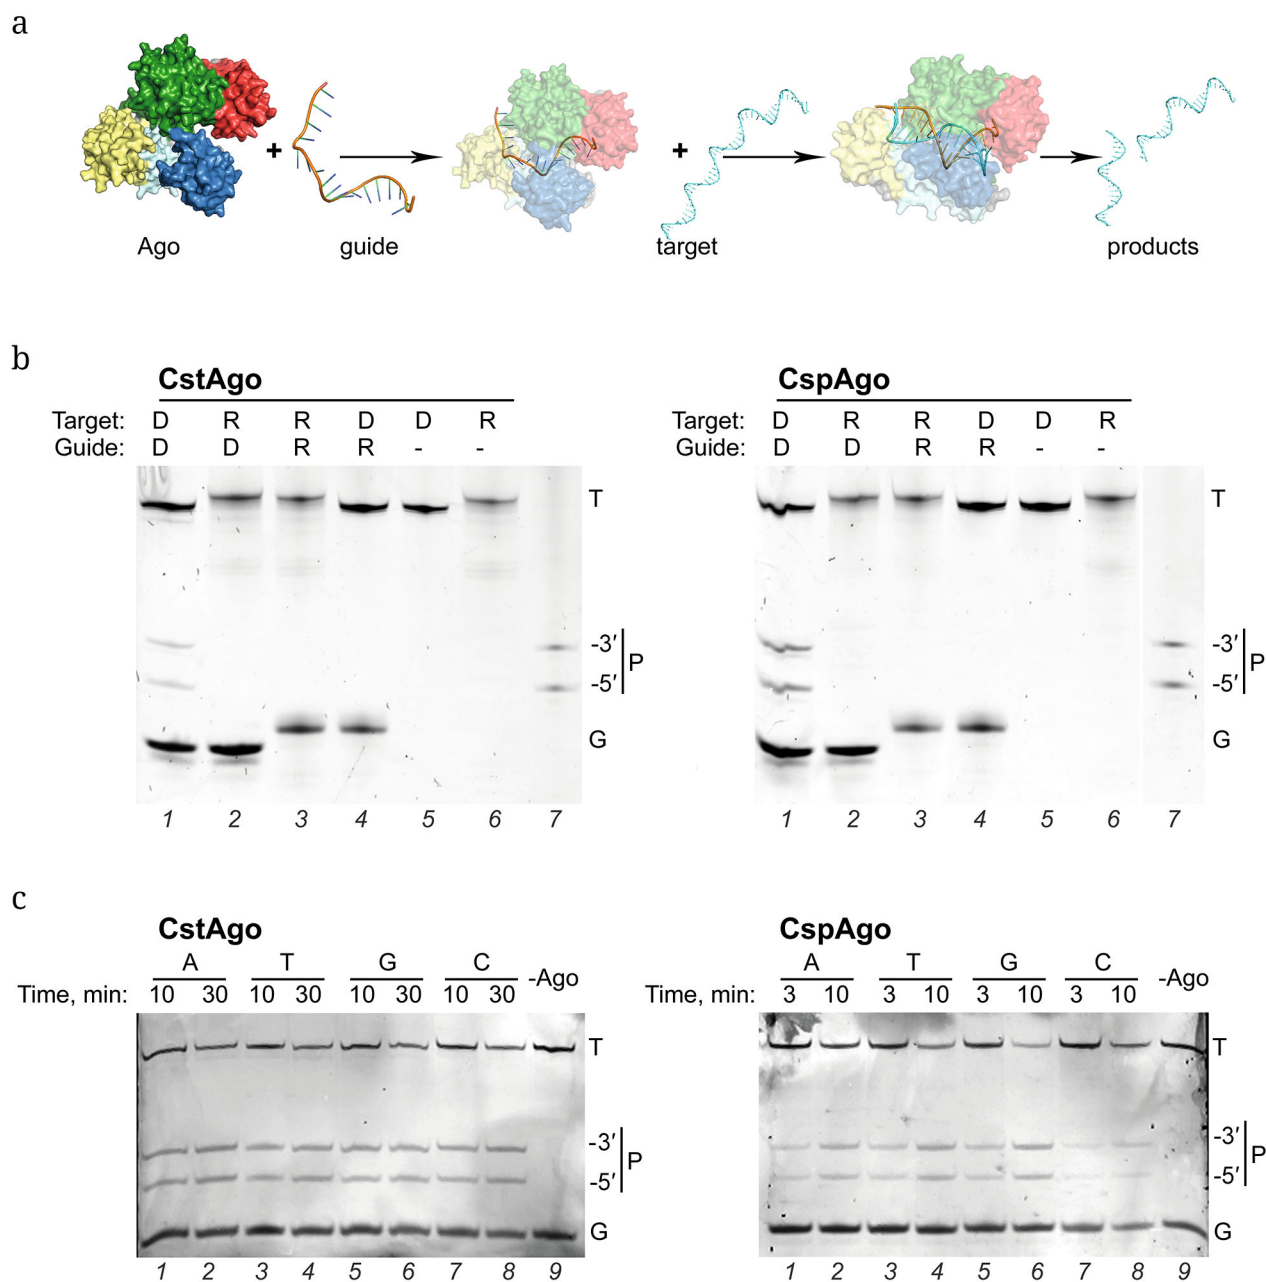 a
+ +
Ago guide target products
b
CstAgo
Target: D R R D D R
Guide: D D R R - -
T
-3′
P
-5′
G
1 2 3 4 5 6 7
CspAgo
Target: D R R D D R
Guide: D D R R - -
T
-3′
P
-5′
G
1 2 3 4 5 6 7
c
CstAgo
A T G C -Ago
Time, min: 10 30 10 30 10 30 10 30
T
-3′
P
-5′
G
1 2 3 4 5 6 7 8 9
CspAgo
A T G C -Ago
Time, min: 3 10 3 10 3 10 3 10
T
-3′
P
-5′
G
1 2 3 4 5 6 7 8 9